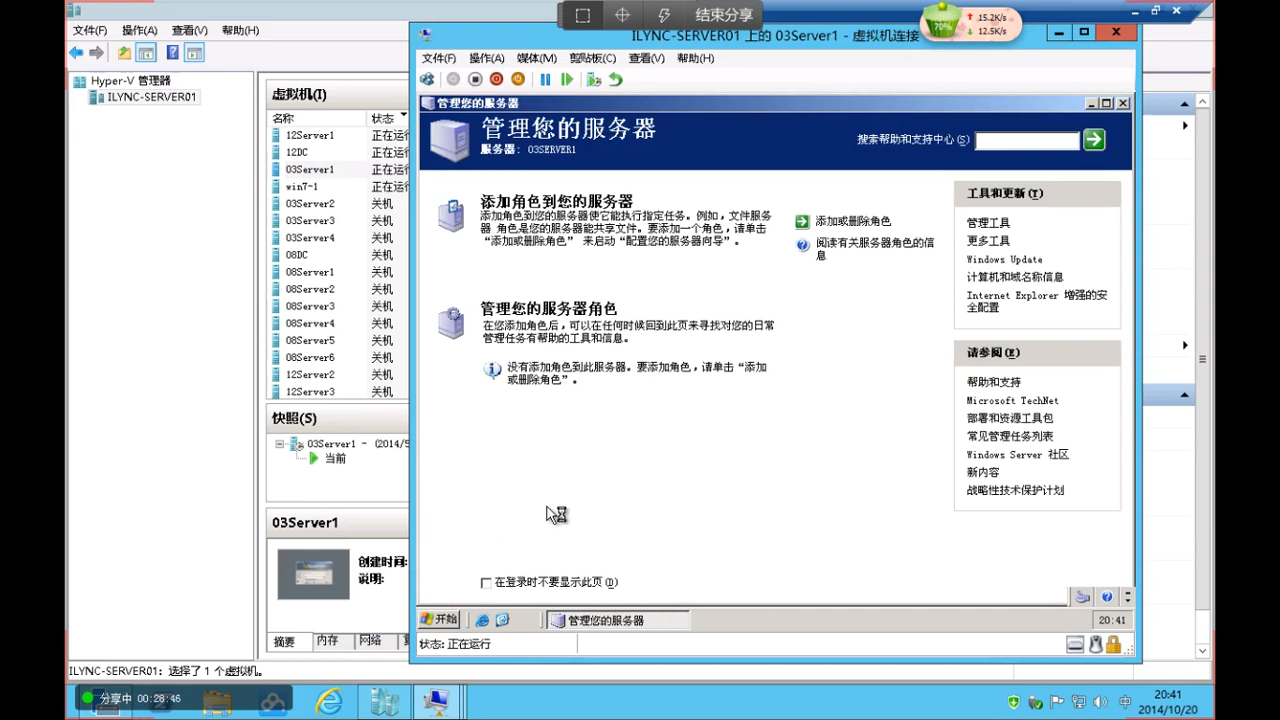 结束分享
70%
15.2K/s
12.5K/s
文件(F) 操作(A) 查看(V) 帮助(H)
Hyper-V 管理器
ILYNC-SERVER01
虚拟机(I)
名称 状态
12Server1 正在运行
12DC 正在运行
03Server1 正在运行
win7-1 正在运行
03Server2 关机
03Server3 关机
03Server4 关机
08DC 关机
08Server1 关机
08Server2 关机
08Server3 关机
08Server4 关机
08Server5 关机
08Server6 关机
12Server2 关机
12Server3 关机
快照(S)
03Server1 - (2014/5
当前
03Server1
创建时间:
说明:
摘要 内存 网络
ILYNC-SERVER01: 选择了 1 个虚拟机。
ILYNC-SERVER01 上的 03Server1 - 虚拟机连接
文件(F) 操作(A) 媒体(M) 剪贴板(C) 查看(V) 帮助(H)
管理您的服务器
管理您的服务器
服务器: 03SERVER1
搜索帮助和支持中心(S)
添加角色到您的服务器
添加角色到您的服务器使它能执行指定任务。例如，文件服务
器 角色是您的服务器能共享文件。要添加一个角色，请单击
“添加或删除角色” 来启动“配置您的服务器向导”。
添加或删除角色
阅读有关服务器角色的信
息
管理您的服务器角色
在您添加角色后，可以在任何时候回到此页来寻找对您的日常
管理任务有帮助的工具和信息。
没有添加角色到此服务器。要添加角色，请单击“添加
或删除角色”。
工具和更新(T)
管理工具
更多工具
Windows Update
计算机和域名称信息
Internet Explorer 增强的安
全配置
请参阅(E)
帮助和支持
Microsoft TechNet
部署和资源工具包
常见管理任务列表
Windows Server 社区
新内容
战略性技术保护计划
在登录时不要显示此页(D)
开始
管理您的服务器
20:41
状态: 正在运行
分享中 00:28:46
中
20:41
2014/10/20